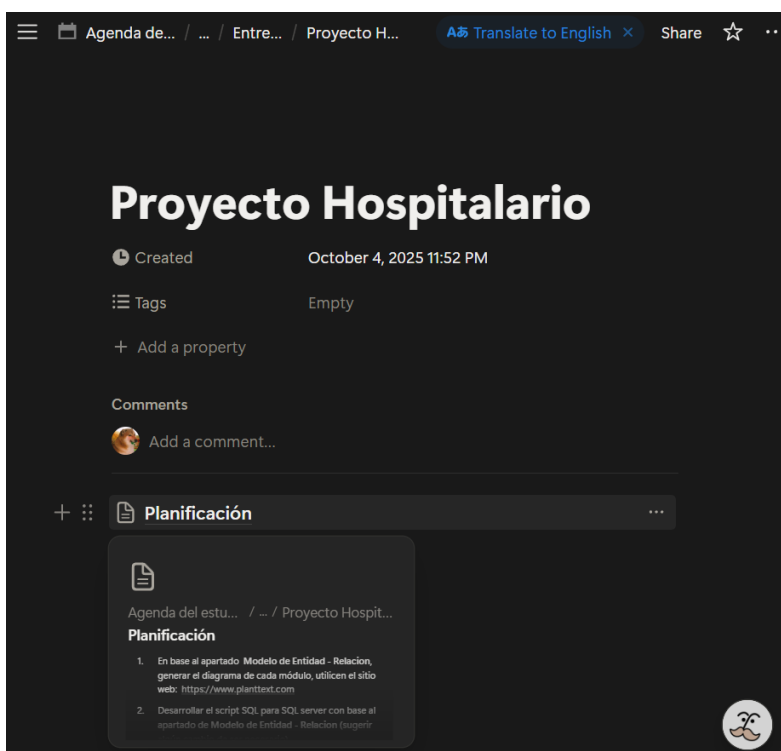 Agenda de... / ... / Entre... / Proyecto H... Aあ Translate to English × Share
Proyecto Hospitalario
Created October 4, 2025 11:52 PM
Tags Empty
+ Add a property
Comments
Add a comment...
Planificación
Agenda del estu... / ... / Proyecto Hospit...
Planificación
1. En base al apartado Modelo de Entidad - Relacion,
generar el diagrama de cada módulo, utilicen el sitio
web: https://www.planttext.com
2. Desarrollar el script SQL para SQL server con base al
apartado de Modelo de Entidad - Relacion (sugerir